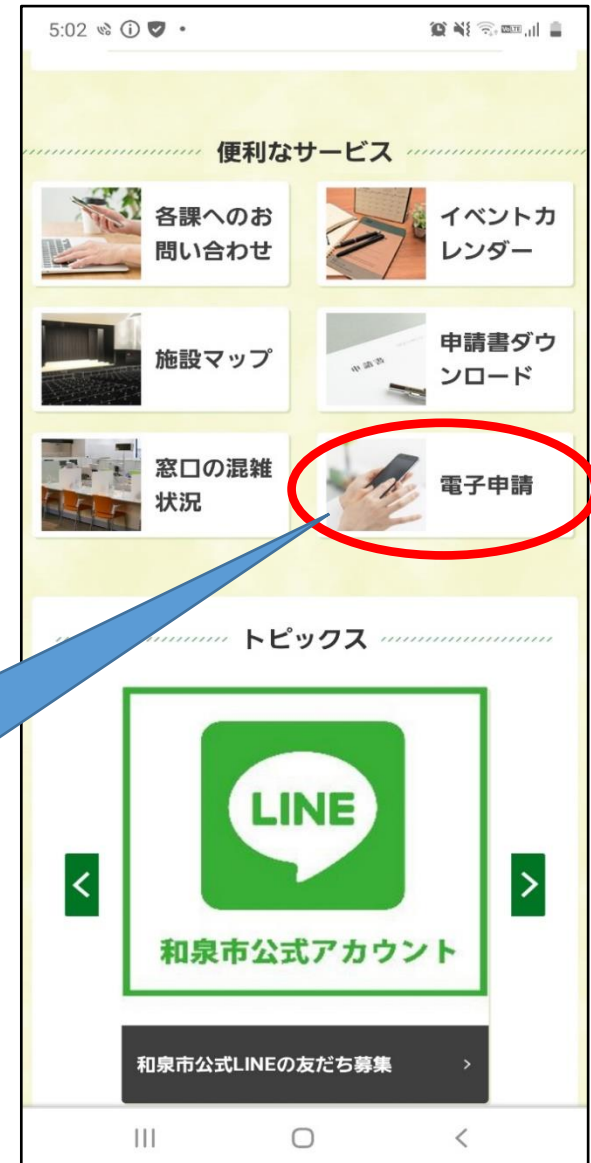 5:02
便利なサービス
各課へのお
問い合わせ
イベントカ
レンダー
施設マップ
申請書
申請書ダウ
ンロード
窓口の混雑
状況
電子申請
トピックス
LINE
和泉市公式アカウント
和泉市公式LINEの友だち募集